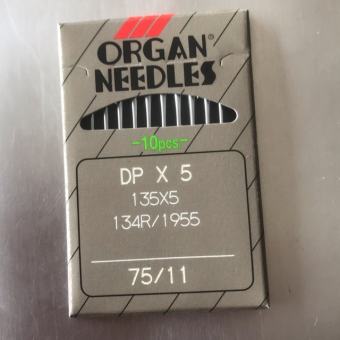 ORGAN®
NEEDLES
-10pcs-
DP X 5
135X5
134R/1955
75/11